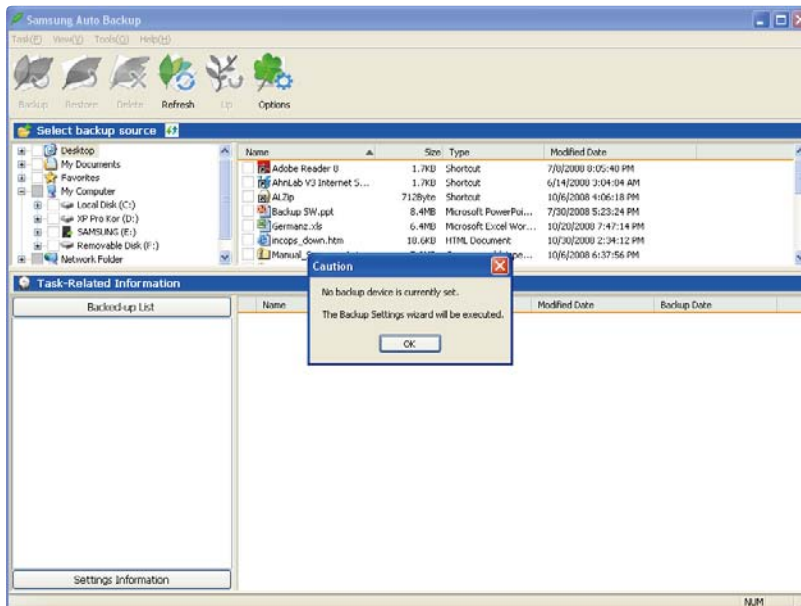 Samsung Auto Backup
Task(F) View(V) Tools(Q) Help(H)
Backup Restore Delete Refresh Up Options
Select backup source
Desktop
My Documents
Favorites
My Computer
Local Disk (C:)
XP Pro Kor (D:)
SAMSUNG (E:)
Removable Disk (F:)
Network Folder
Name Size Type Modified Date
Adobe Reader 8 1.7KB Shortcut 7/8/2008 8:05:40 PM
AhnLab V3 Internet S... 1.7KB Shortcut 6/14/2008 3:04:04 AM
ALZip 712Byte Shortcut 10/6/2008 4:06:18 PM
Backup SW.ppt 8.4MB Microsoft PowerPoi... 7/30/2008 5:23:24 PM
Germanz.xls 6.4MB Microsoft Excel Wor... 10/20/2008 7:47:14 PM
incops_down.htm 10.6KB HTML Document 10/30/2008 2:34:12 PM
10/6/2008 6:37:56 PM
Task-Related Information
Backed-up List
Settings Information
Name Modified Date Backup Date
Caution
No backup device is currently set.
The Backup Settings wizard will be executed.
OK
NUM